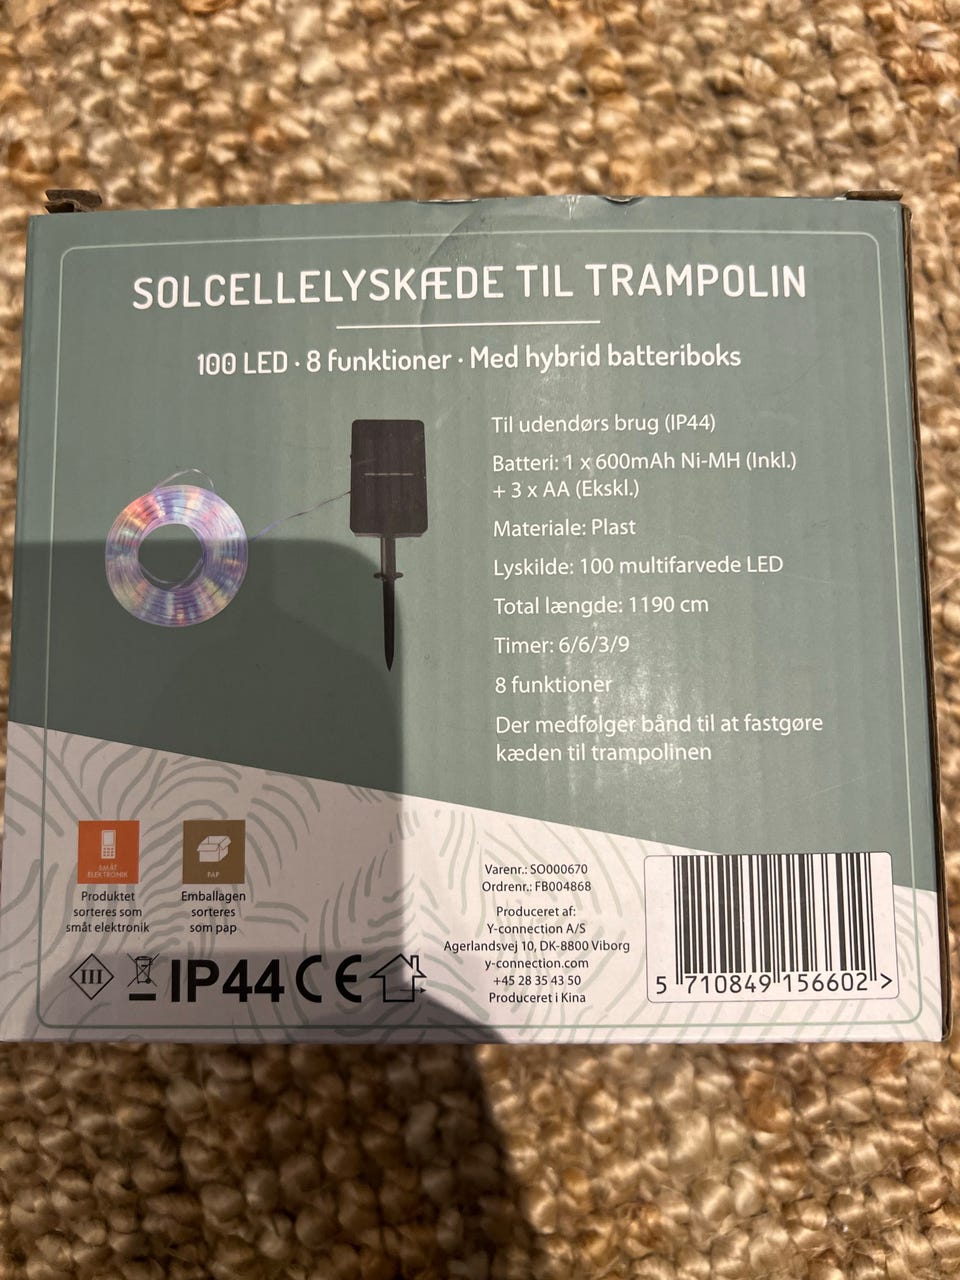 SOLCELLELYSKÆDE TIL TRAMPOLIN
100 LED · 8 funktioner · Med hybrid batteriboks
Til udendørs brug (IP44)
Batteri: 1 x 600mAh Ni-MH (Inkl.)
+ 3 x AA (Ekskl.)
Materiale: Plast
Lyskilde: 100 multifarvede LED
Total længde: 1190 cm
Timer: 6/6/3/9
8 funktioner
Der medfølger bånd til at fastgøre
kæden til trampolinen
SMÅT
ELEKTRONIK
Produktet
sorteres som
småt elektronik
PAP
Emballagen
sorteres
som pap
III
IP44 CE
Varenr.: SO000670
Ordrenr.: FB004868
Produceret af:
Y-connection A/S
Agerlandsvej 10, DK-8800 Viborg
y-connection.com
+45 28 35 43 50
Produceret i Kina
5 710849 156602 >